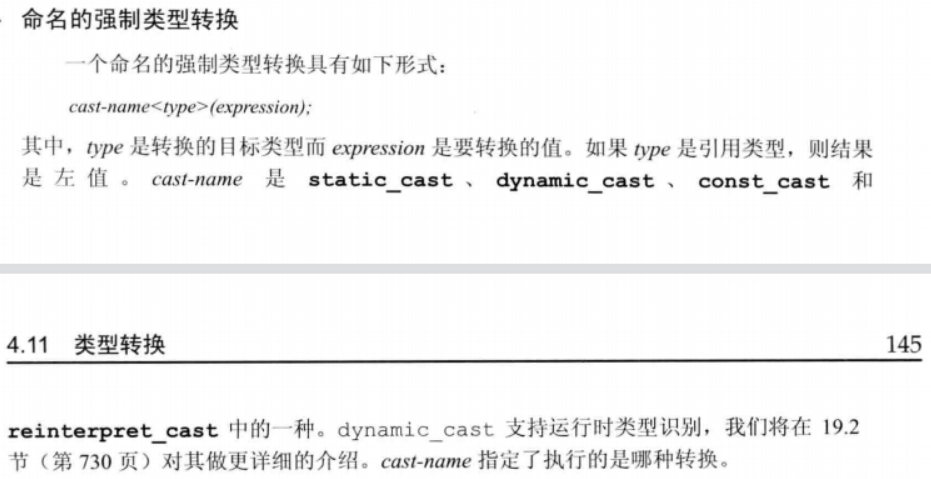 命名的强制类型转换
一个命名的强制类型转换具有如下形式：
cast-name<type>(expression);
其中，type 是转换的目标类型而 expression 是要转换的值。如果 type 是引用类型，则结果
是左值。cast-name 是 static_cast、dynamic_cast、const_cast 和
4.11 类型转换 145
reinterpret_cast 中的一种。dynamic_cast 支持运行时类型识别，我们将在 19.2
节（第 730 页）对其做更详细的介绍。cast-name 指定了执行的是哪种转换。